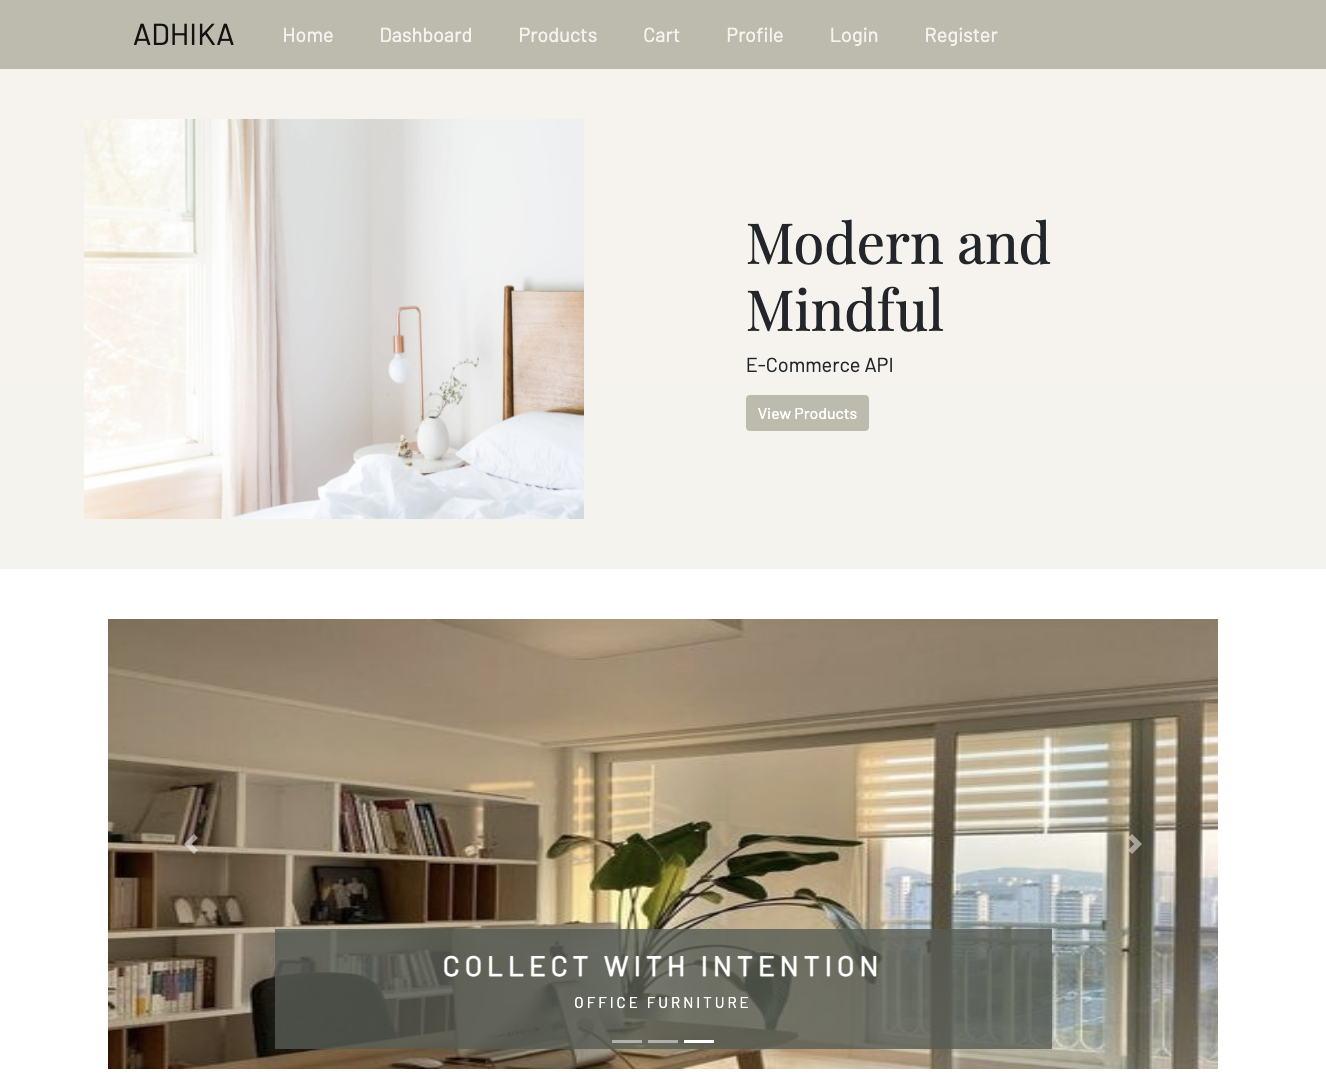 ADHIKA Home Dashboard Products Cart Profile Login Register
Modern and
Mindful
E-Commerce API
View Products
COLLECT WITH INTENTION
OFFICE FURNITURE